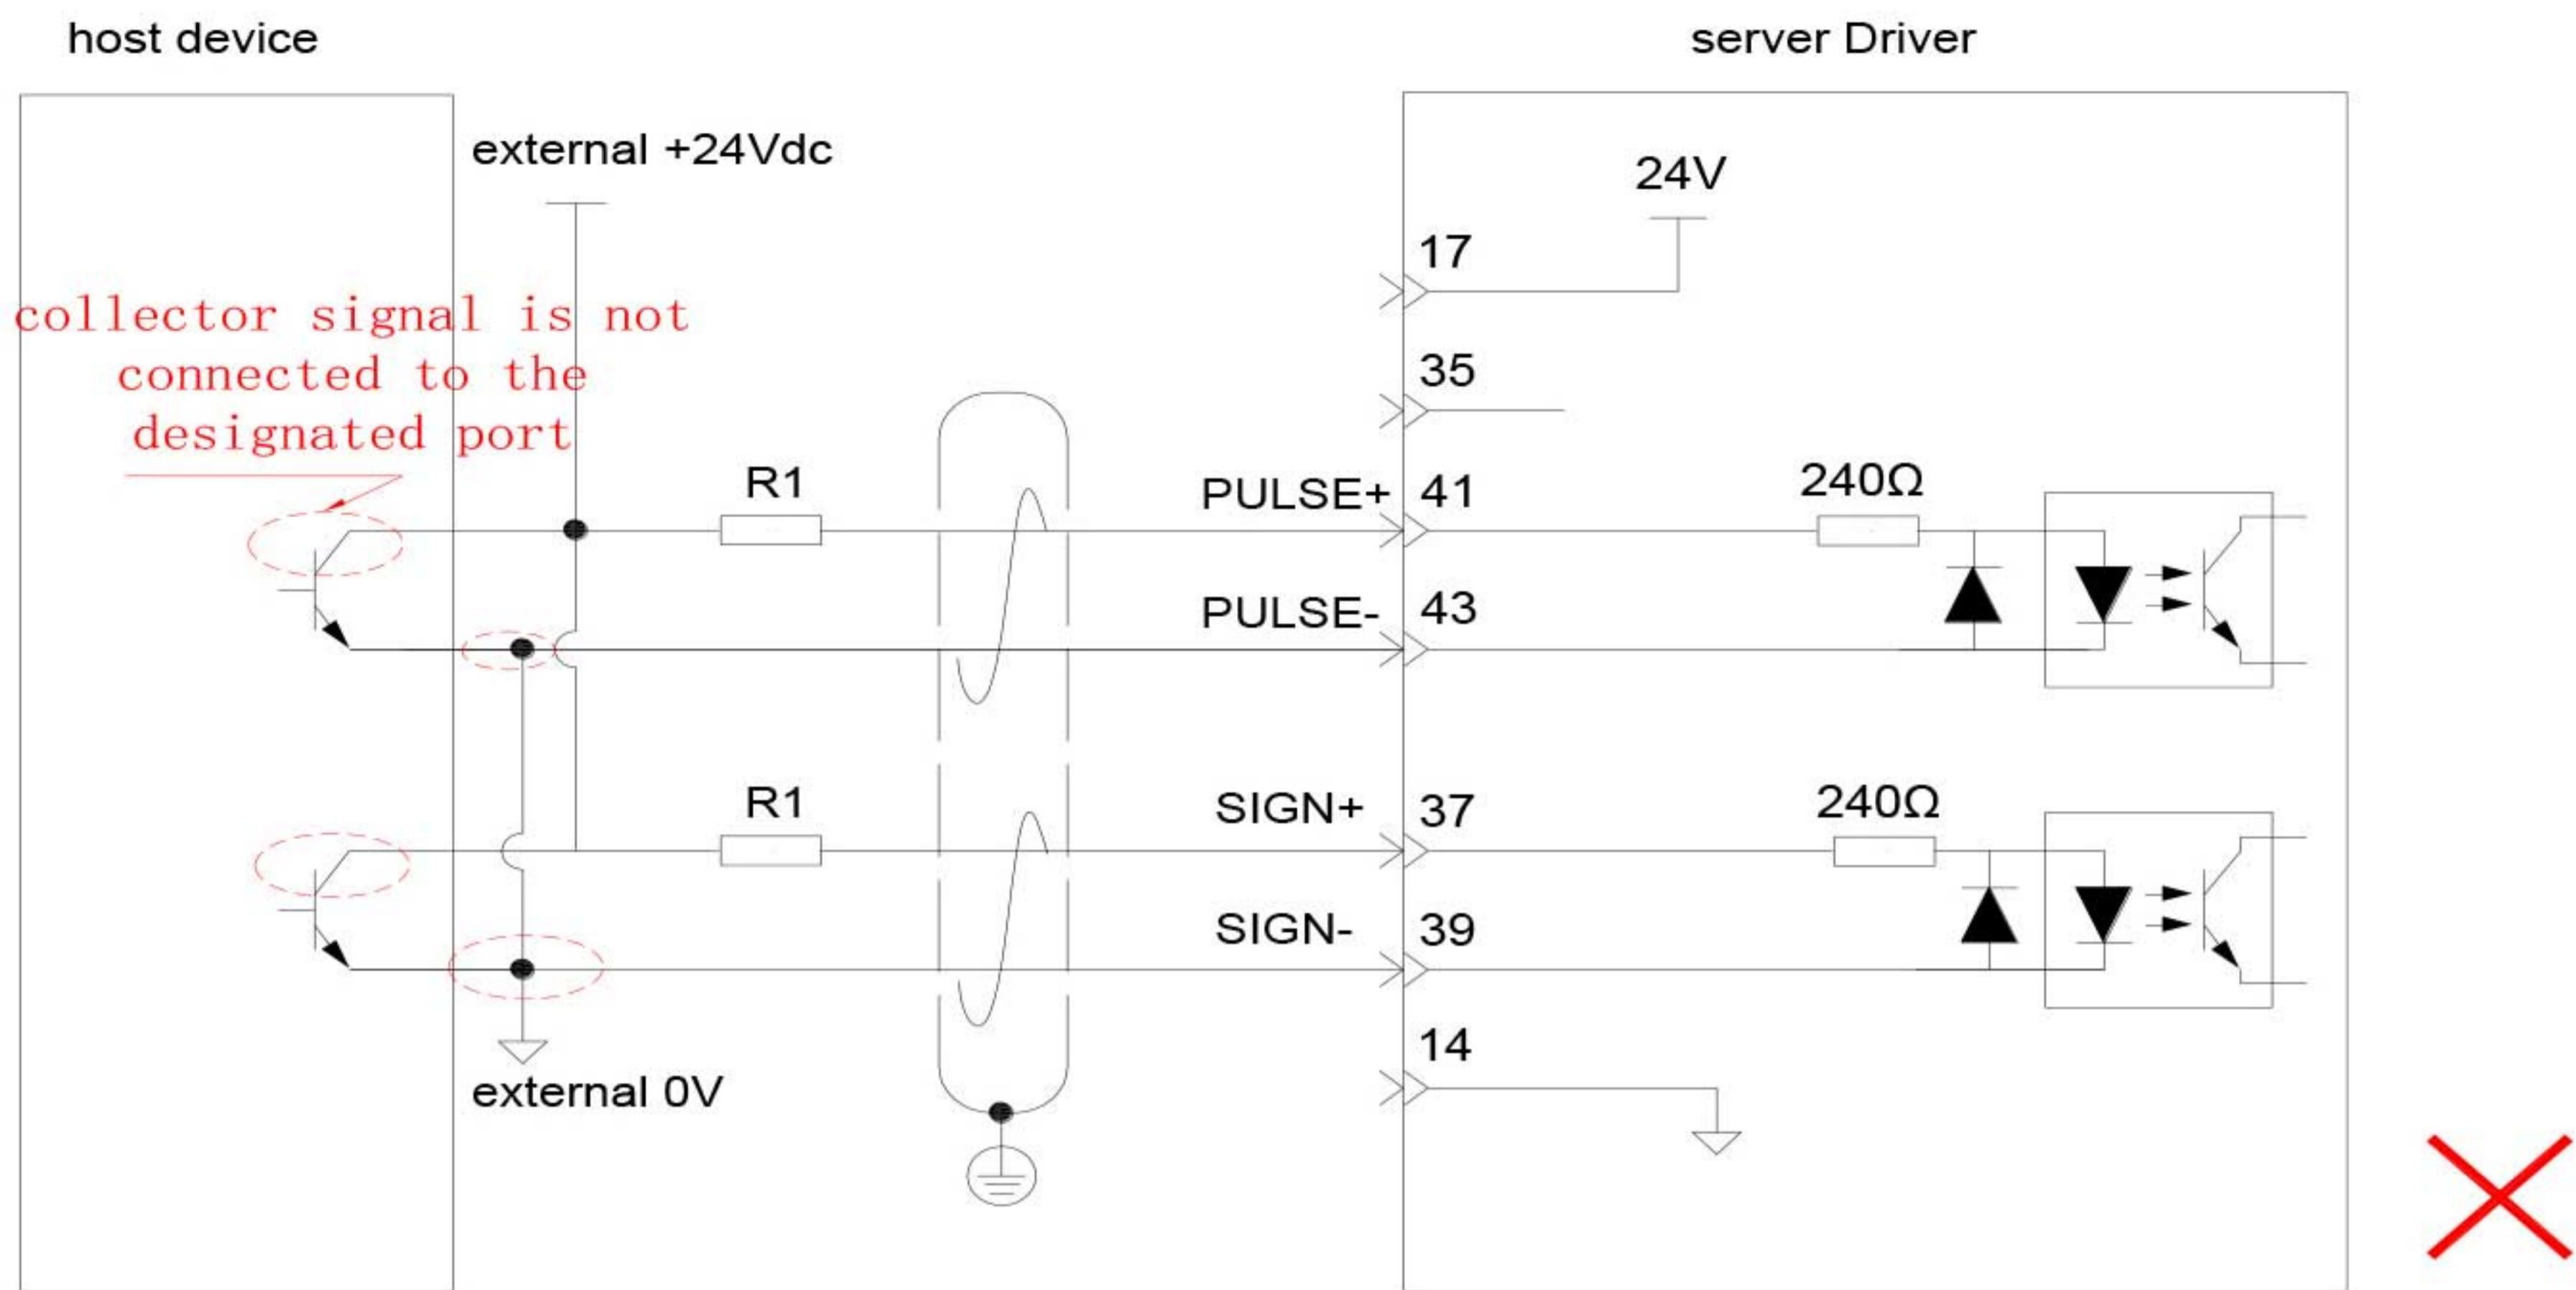 host device
server Driver
external +24Vdc
24V
17
collector signal is not
connected to the
designated port
35
R1
PULSE+
41
240Ω
PULSE-
43
R1
SIGN+
37
240Ω
SIGN-
39
14
external 0V